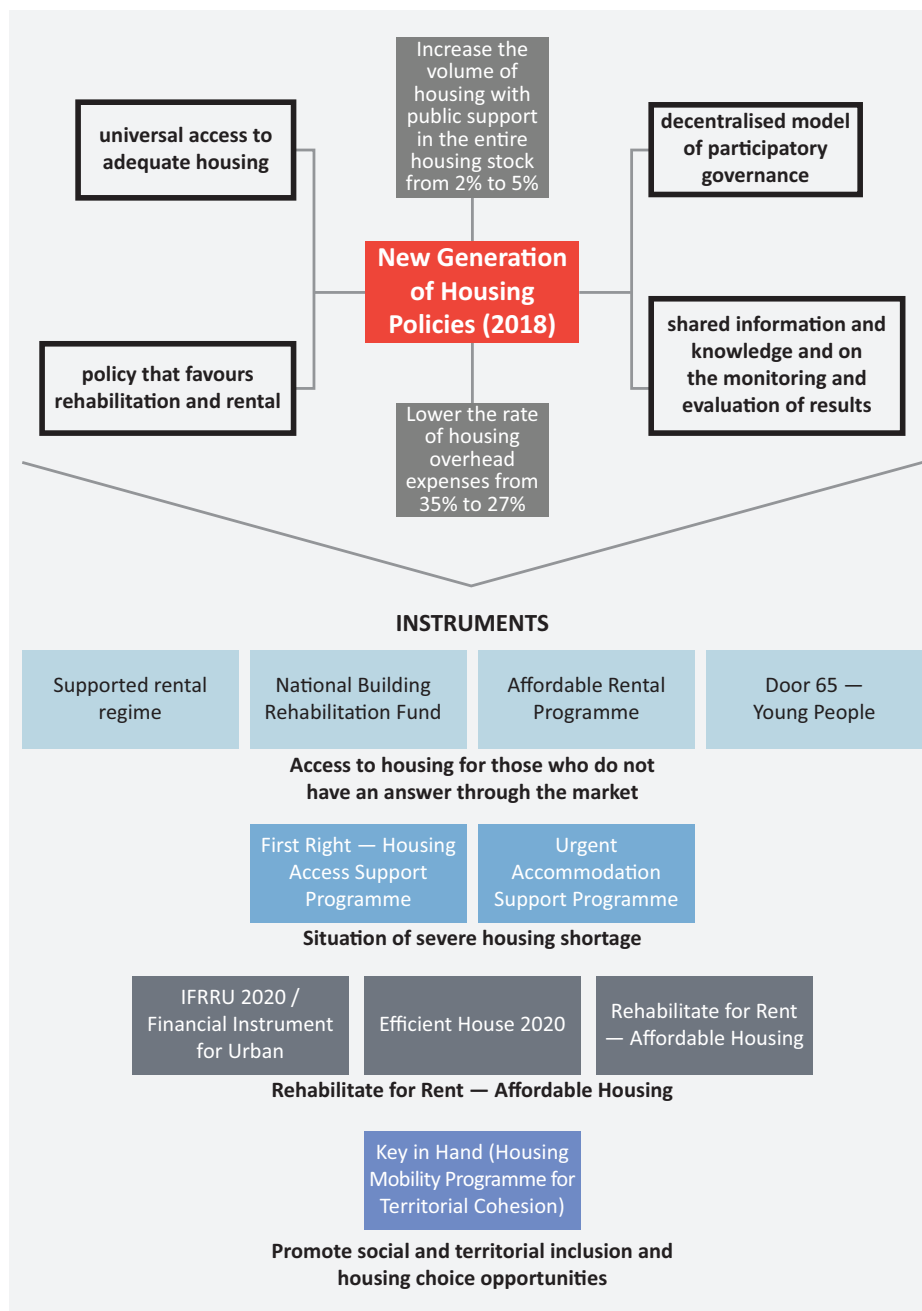 Increase the
volume of
housing with
public support
in the entire
housing stock
from 2% to 5%
universal access to
adequate housing
decentralised model
of participatory
governance
New Generation
of Housing
Policies (2018)
policy that favours
rehabilitation and rental
shared information and
knowledge and on
the monitoring and
evaluation of results
Lower the rate
of housing
overhead
expenses from
35% to 27%
INSTRUMENTS
Supported rental
regime
National Building
Rehabilitation Fund
Affordable Rental
Programme
Door 65 —
Young People
Access to housing for those who do not
have an answer through the market
First Right — Housing
Access Support
Programme
Urgent
Accommodation
Support Programme
Situation of severe housing shortage
IFRRU 2020 /
Financial Instrument
for Urban
Efficient House 2020
Rehabilitate for Rent
— Affordable Housing
Rehabilitate for Rent — Affordable Housing
Key in Hand (Housing
Mobility Programme for
Territorial Cohesion)
Promote social and territorial inclusion and
housing choice opportunities